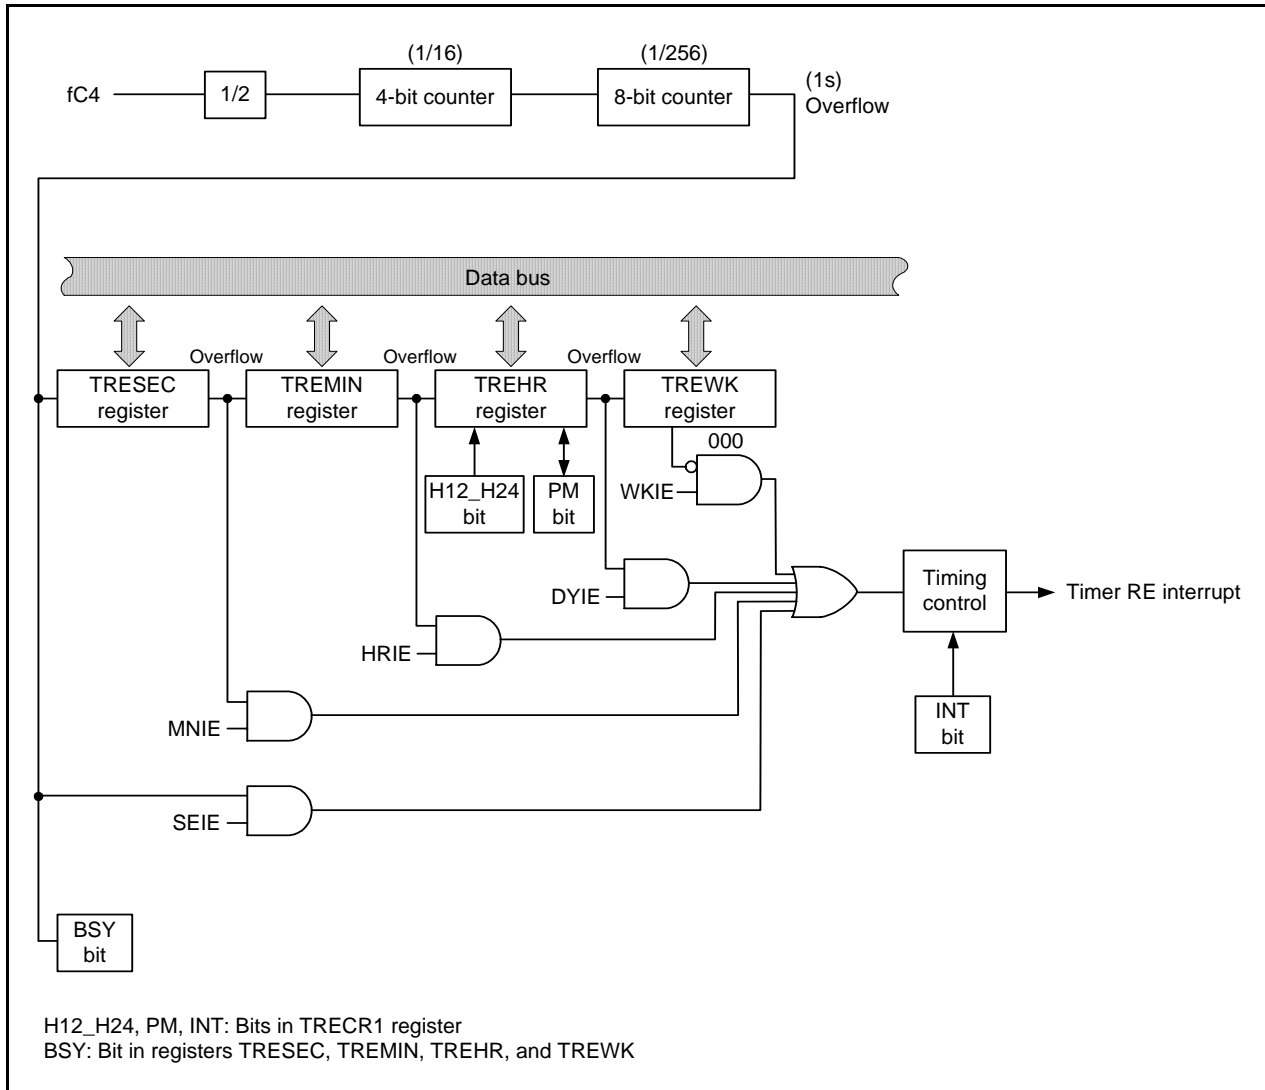 (1/16)
(1/256)
fC4
1/2
4-bit counter
8-bit counter
(1s)
Overflow
Data bus
Overflow
Overflow
Overflow
TRESEC
register
TREMIN
register
TREHR
register
TREWK
register
000
H12_H24
bit
PM
bit
WKIE
DYIE
Timing
control
Timer RE interrupt
HRIE
INT
bit
MNIE
SEIE
BSY
bit
H12_H24, PM, INT: Bits in TRECR1 register
BSY: Bit in registers TRESEC, TREMIN, TREHR, and TREWK